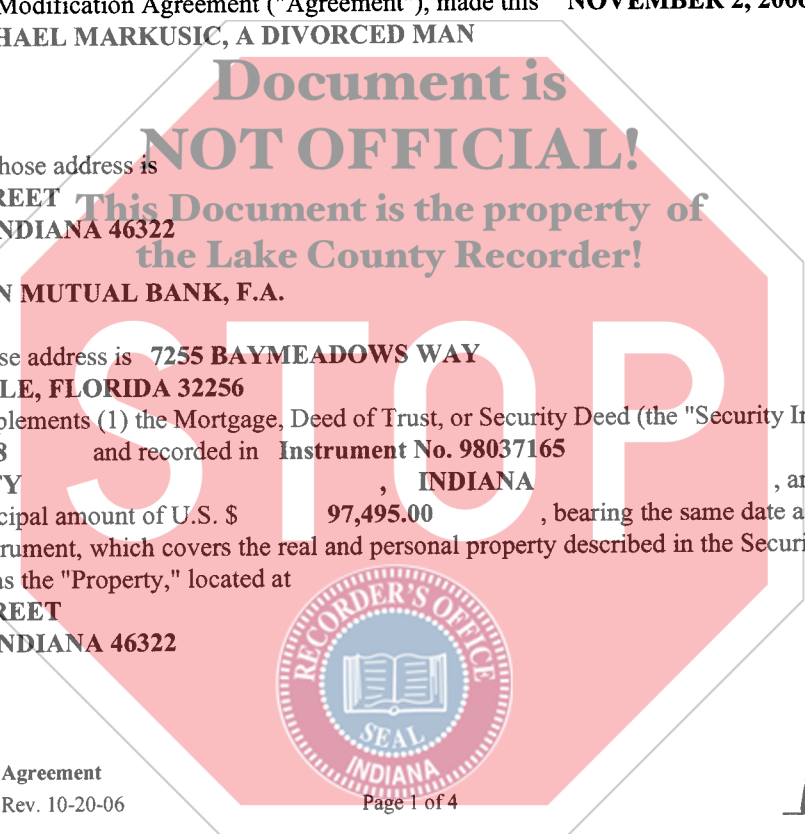 Modification Agreement ("Agreement"), made this NOVEMBER 2, 2006
HAEL MARKUSIC, A DIVORCED MAN
Document is
NOT OFFICIAL!
hose address is
REET
This Document is the property of
NDIANA 46322
the Lake County Recorder!
N MUTUAL BANK, F.A.
se address is 7255 BAYMEADOWS WAY
LE, FLORIDA 32256
plements (1) the Mortgage, Deed of Trust, or Security Deed (the "Security In
8 and recorded in Instrument No. 98037165
TY , INDIANA , an
cipal amount of U.S. $ 97,495.00 , bearing the same date a
rument, which covers the real and personal property described in the Securi
as the "Property," located at
REET
NDIANA 46322
STOP
RECORDER'S OFFICE
SEAL
INDIANA
Agreement
Rev. 10-20-06 Page 1 of 4